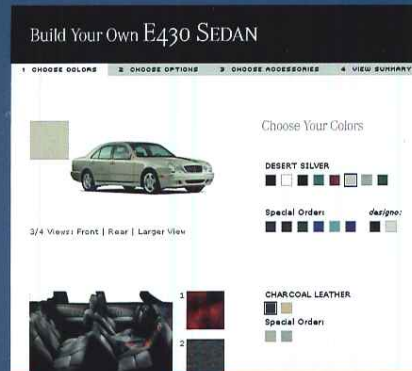 Build Your Own E430 SEDAN
1 CHOOSE COLORS 2 CHOOSE OPTIONS 3 CHOOSE ACCESSORIES 4 VIEW SUMMARY
Choose Your Colors
DESERT SILVER
Special Order: designo:
3/4 Views: Front | Rear | Larger View
CHARCOAL LEATHER
Special Order:
1
2